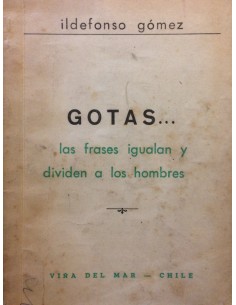 ildefonso gómez
GOTAS...
las frases igualan y
dividen a los hombres
VIÑA DEL MAR — CHILE